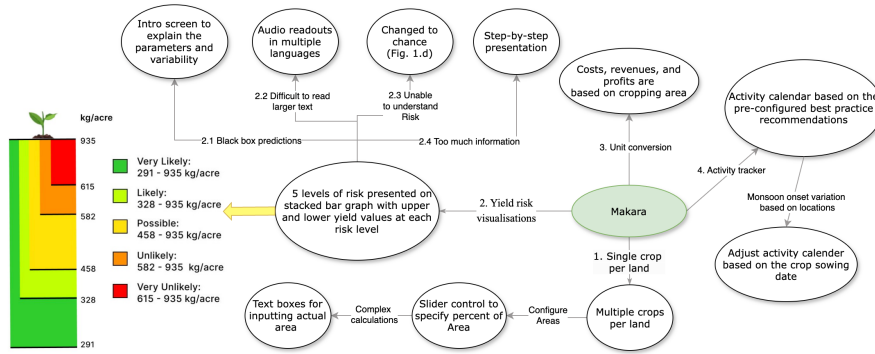 Intro screen to
explain the
parameters and
variability
Audio readouts in
multiple
languages
Changed to
chance
(Fig. 1.d)
Step-by-step
presentation
Costs, revenues, and
profits are
based on cropping area
Activity calendar based on the
pre-configured best practice
recommendations
2.2 Difficult to read
larger text
2.3 Unable
to understand
Risk
2.1 Black box predictions
2.4 Too much information
3. Unit conversion
4. Activity tracker
kg/acre
935
615
582
458
328
291
Very Likely:
291 - 935 kg/acre
Likely:
328 - 935 kg/acre
Possible:
458 - 935 kg/acre
Unlikely:
582 - 935 kg/acre
Very Unlikely:
615 - 935 kg/acre
5 levels of risk presented on
stacked bar graph with upper
and lower yield values at each
risk level
2. Yield risk
visualisations
Makara
Monsoon onset variation
based on locations
Adjust activity calender
based on the crop sowing
date
1. Single crop
per land
Multiple crops
per land
Configure
Areas
Slider control to
specify percent of
Area
Complex
calculations
Text boxes for
inputting actual
area